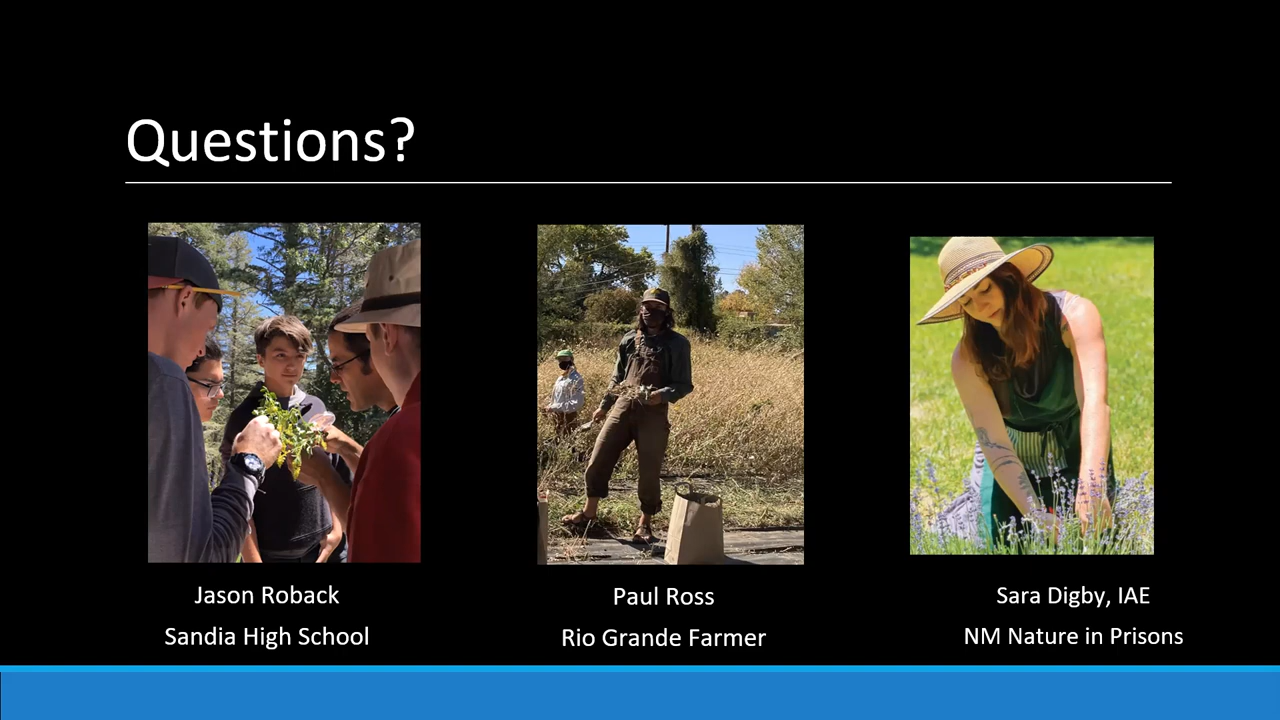 Questions?
Jason Roback
Sandia High School
Paul Ross
Rio Grande Farmer
Sara Digby, IAE
NM Nature in Prisons